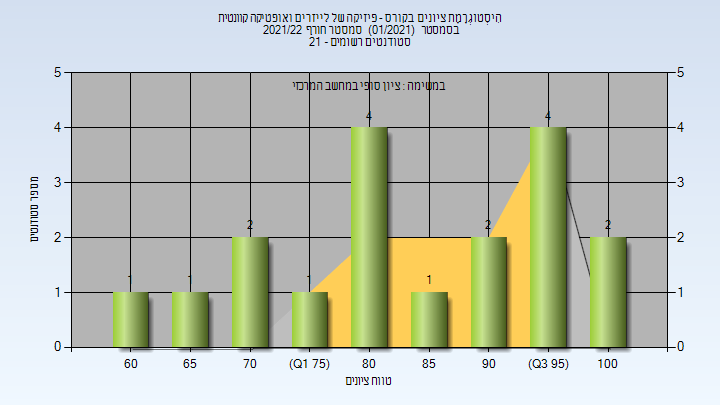 היסטוגרמת ציונים בקורס - פיזיקה של לייזרים ואופטיקה קוונטית
בסמסטר (01/2021) סמסטר חורף 2021/22
סטודנטים רשומים - 21
במשימה : ציון סופי במחשב המרכזי
5 5
4 4
3 3
2 2
1 1
0 0
1 1 2 1 4 1 2 4 2
מספר סטודנטים
60 65 70 (Q1 75) 80 85 90 (Q3 95) 100
טווח ציונים